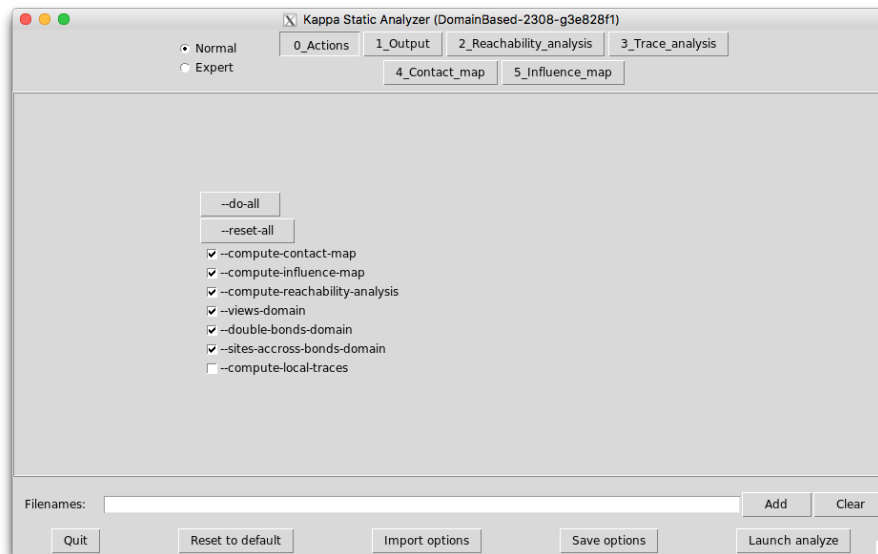 Kappa Static Analyzer (DomainBased-2308-g3e828f1)
Normal
Expert
0_Actions 1_Output 2_Reachability_analysis 3_Trace_analysis
4_Contact_map 5_Influence_map
--do-all
--reset-all
--compute-contact-map
--compute-influence-map
--compute-reachability-analysis
--views-domain
--double-bonds-domain
--sites-accross-bonds-domain
--compute-local-traces
Filenames: Add Clear
Quit Reset to default Import options Save options Launch analyze